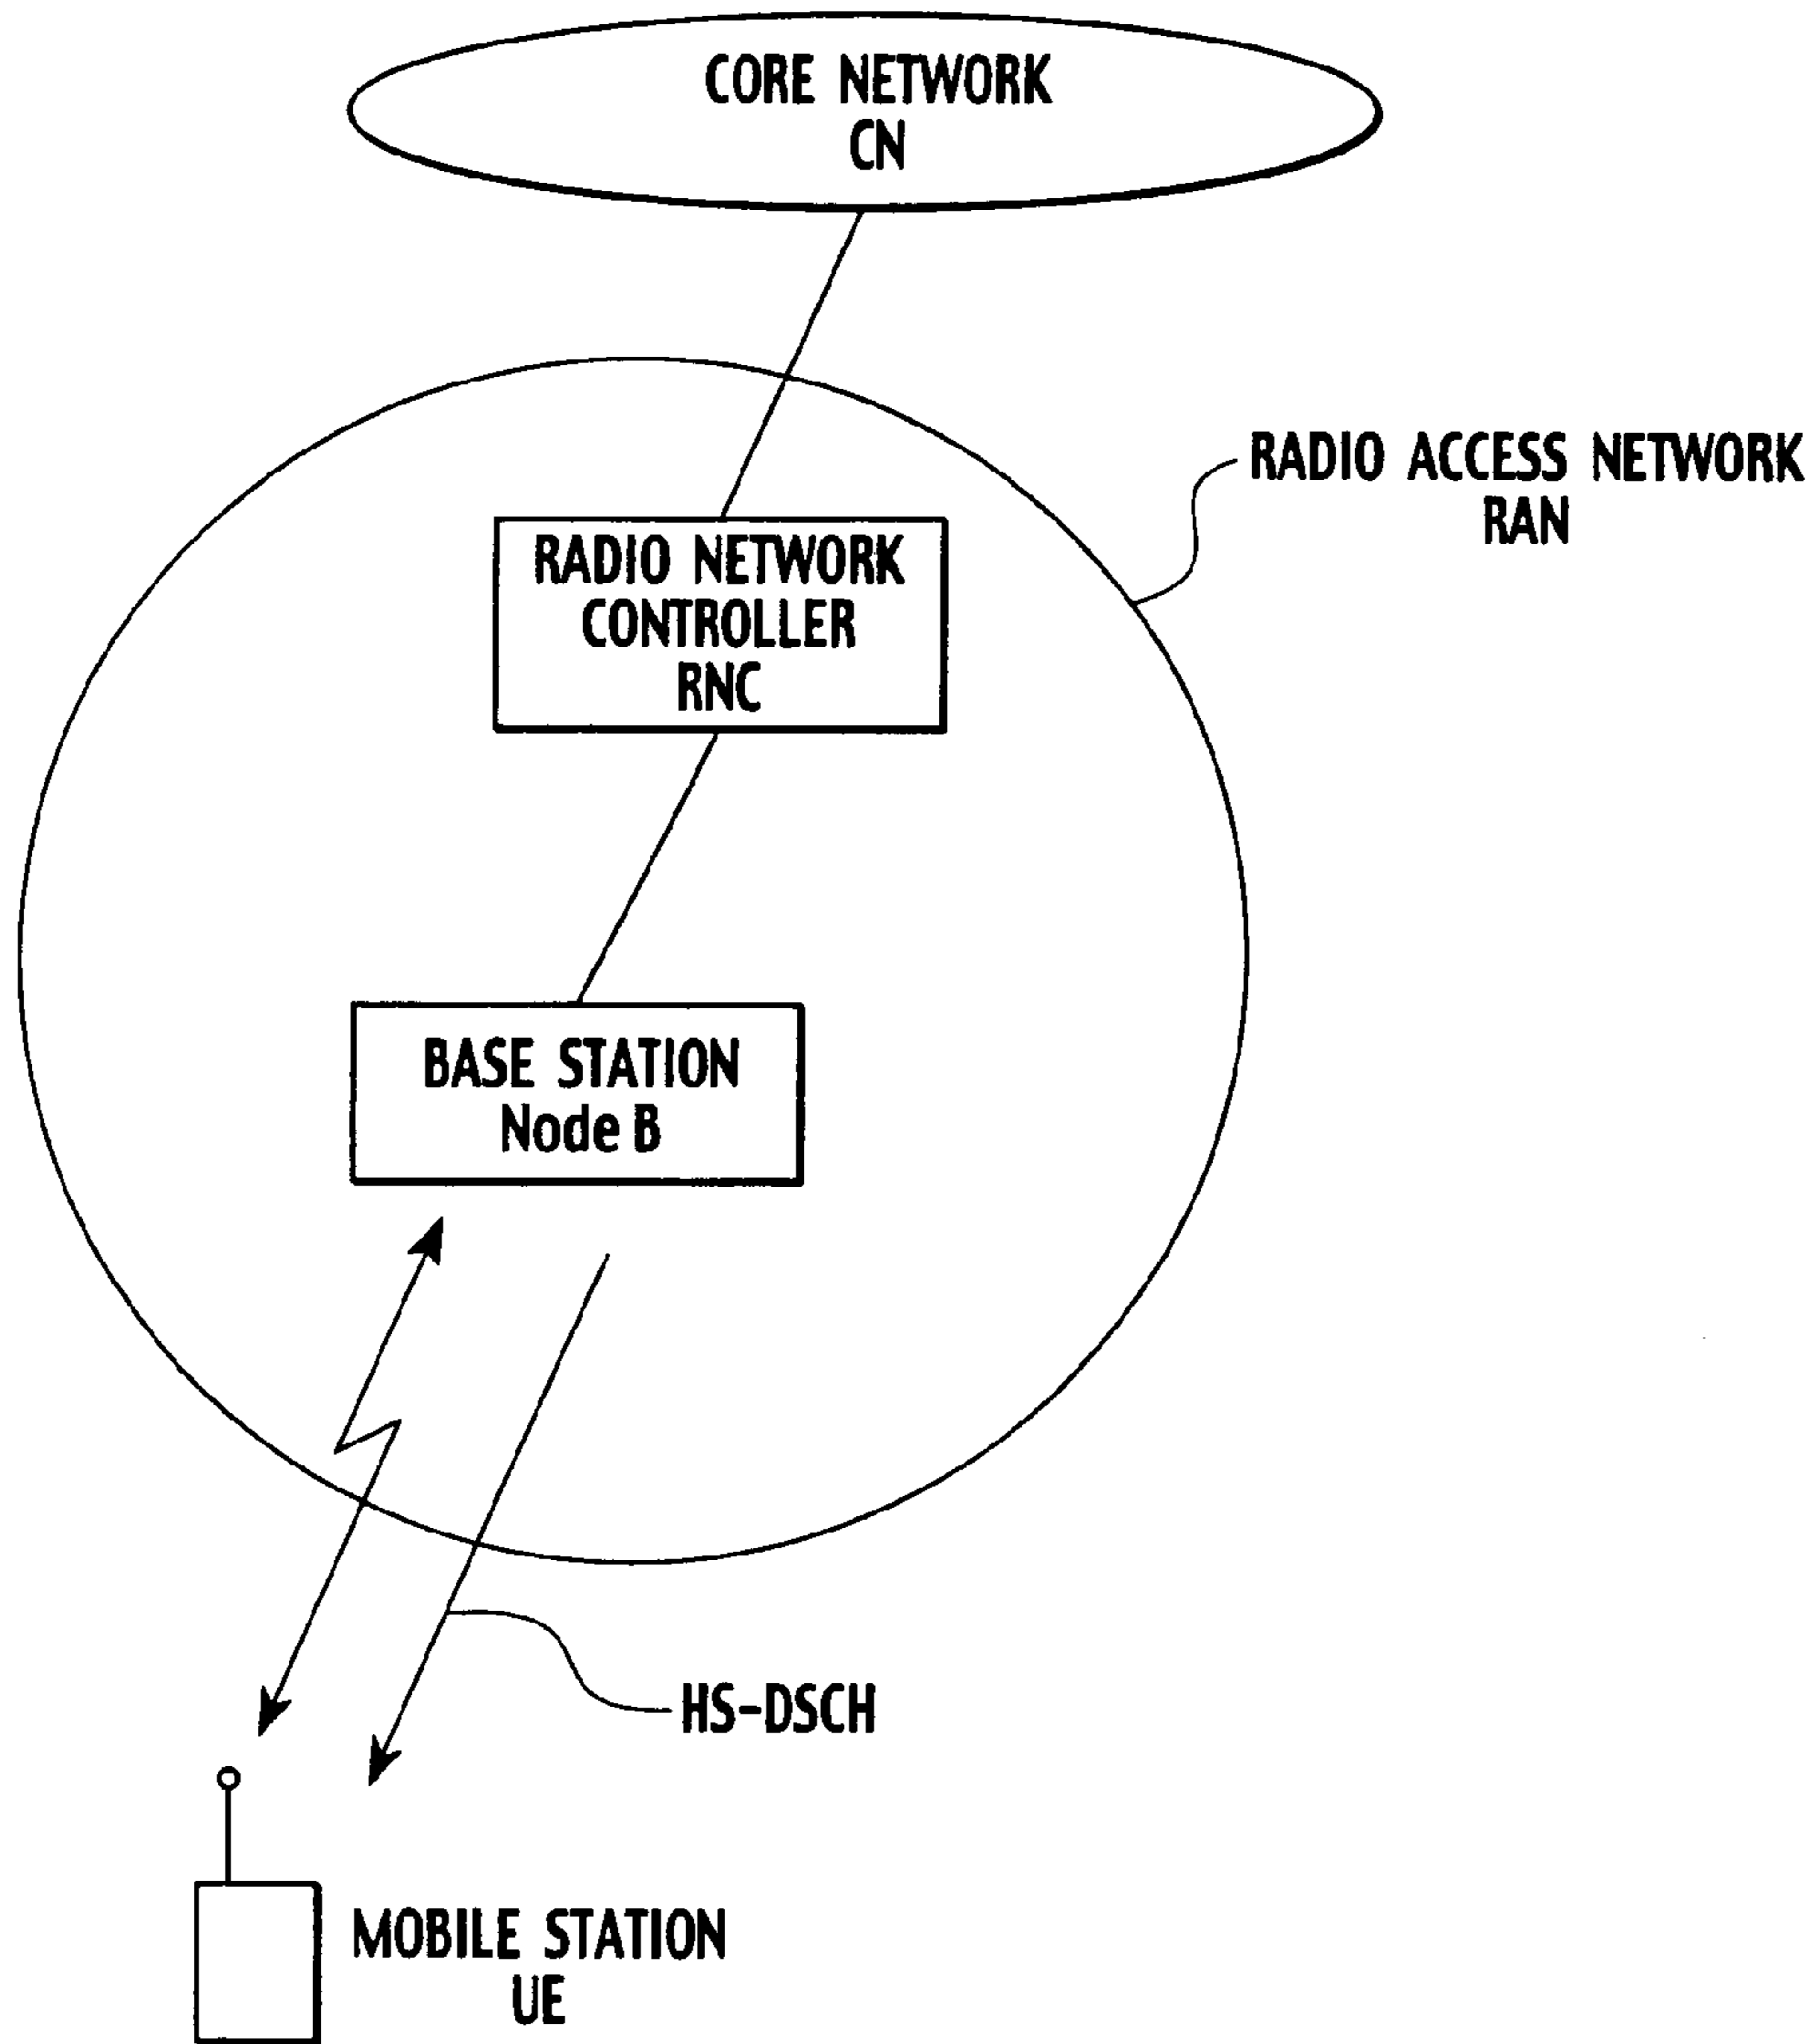 CORE NETWORK
CN
RADIO ACCESS NETWORK
RAN
RADIO NETWORK
CONTROLLER
RNC
BASE STATION
Node B
HS-DSCH
MOBILE STATION
UE